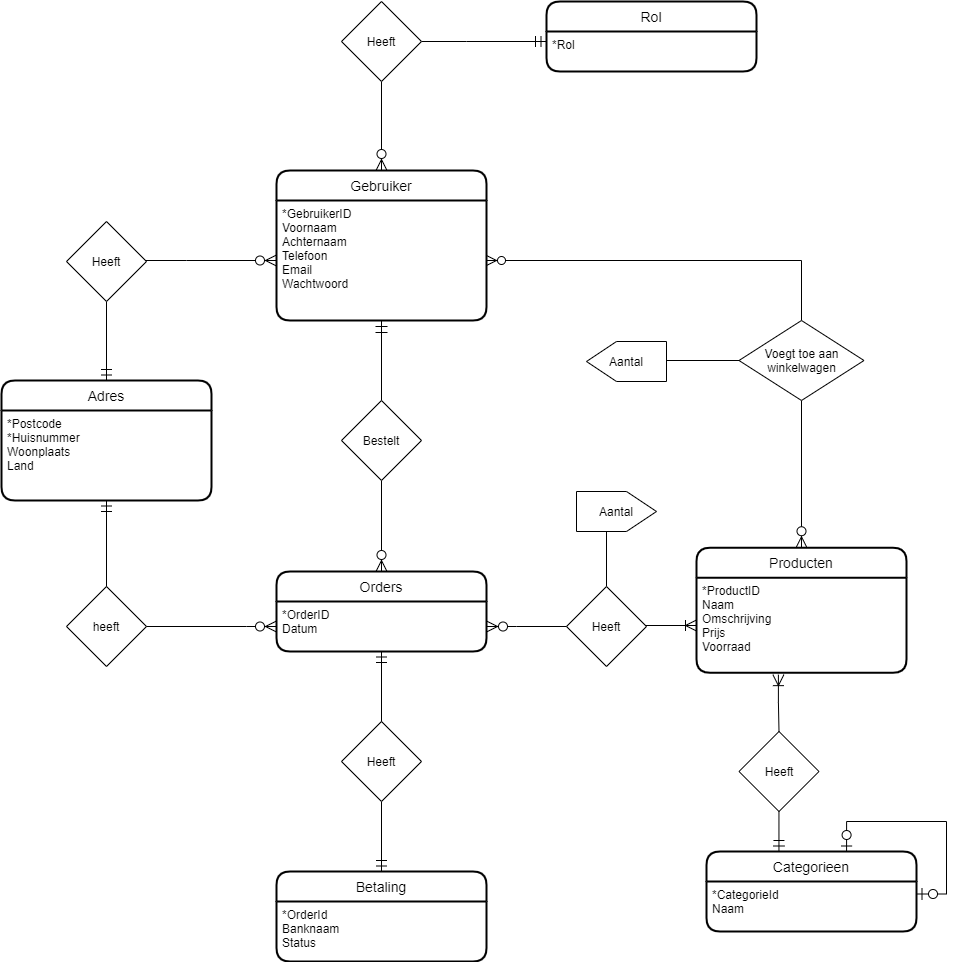 Heeft
Rol
*Rol
Gebruiker
*GebruikerID
Voornaam
Achternaam
Telefoon
Email
Wachtwoord
Heeft
Voegt toe aan
winkelwagen
Aantal
Adres
*Postcode
*Huisnummer
Woonplaats
Land
Bestelt
Aantal
Producten
*ProductID
Naam
Omschrijving
Prijs
Voorraad
Orders
*OrderID
Datum
heeft
Heeft
Heeft
Heeft
Categorieen
*CategorieId
Naam
Betaling
*OrderId
Banknaam
Status